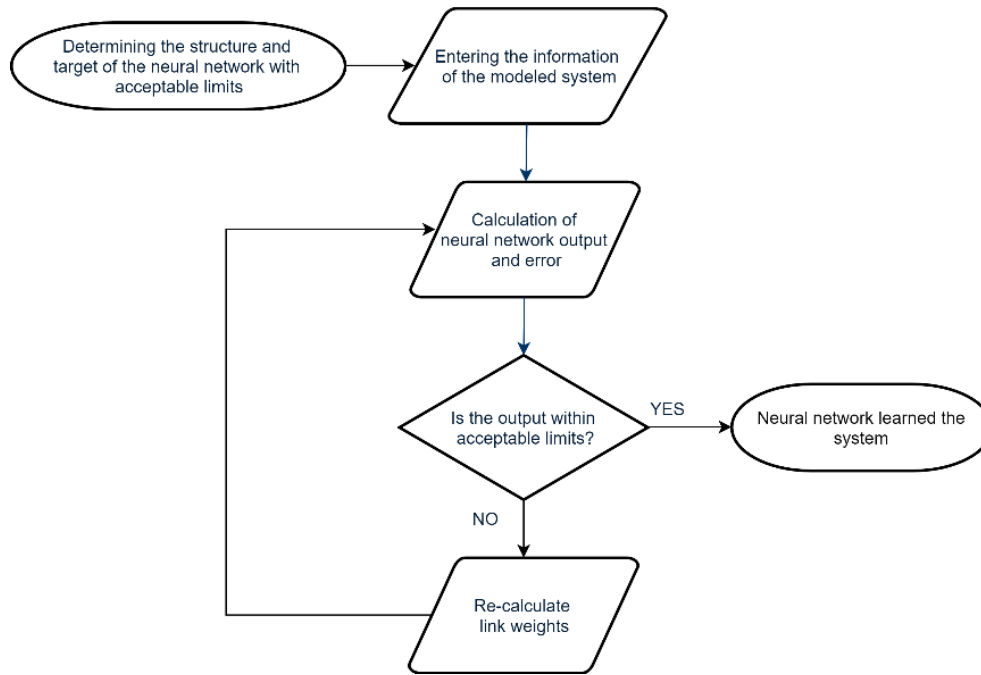 Determining the structure and
target of the neural network with
acceptable limits
Entering the information
of the modeled system
Calculation of
neural network output
and error
Is the output within
acceptable limits?
YES
Neural network learned the
system
NO
Re-calculate
link weights